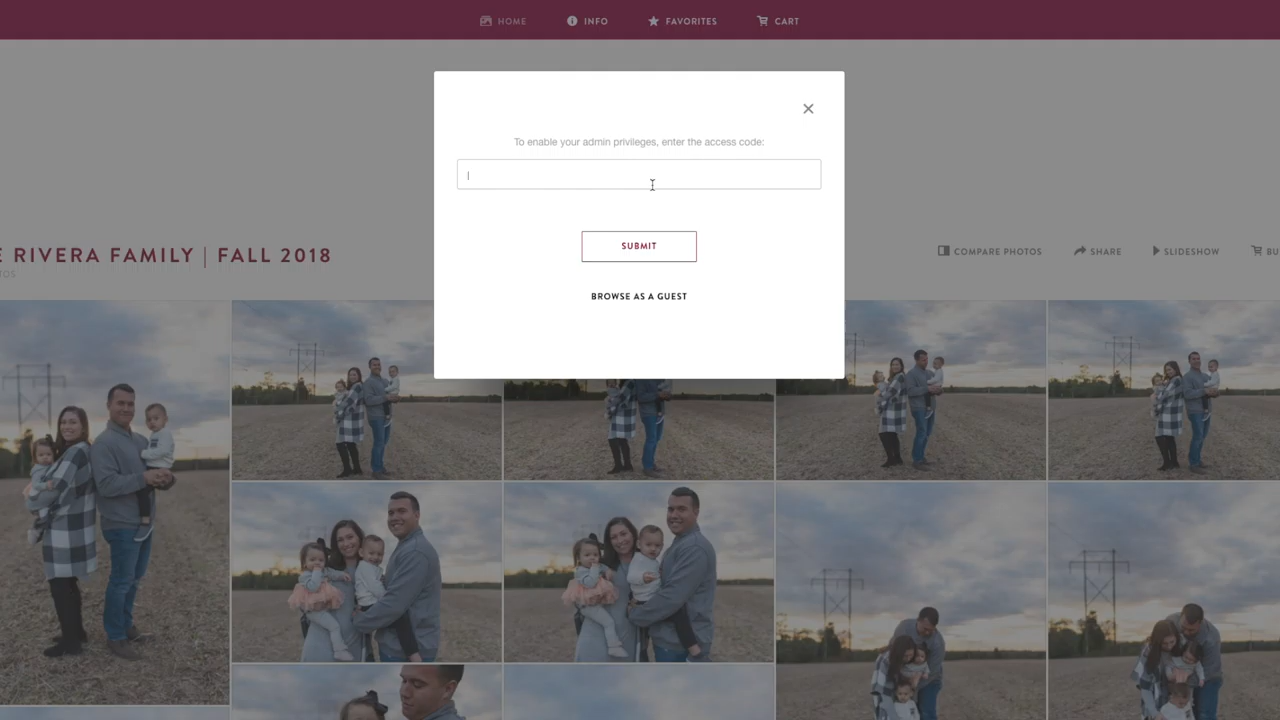 HOME INFO FAVORITES CART
To enable your admin privileges, enter the access code:
SUBMIT
BROWSE AS A GUEST
RIVERA FAMILY | FALL 2018
COMPARE PHOTOS SHARE SLIDESHOW